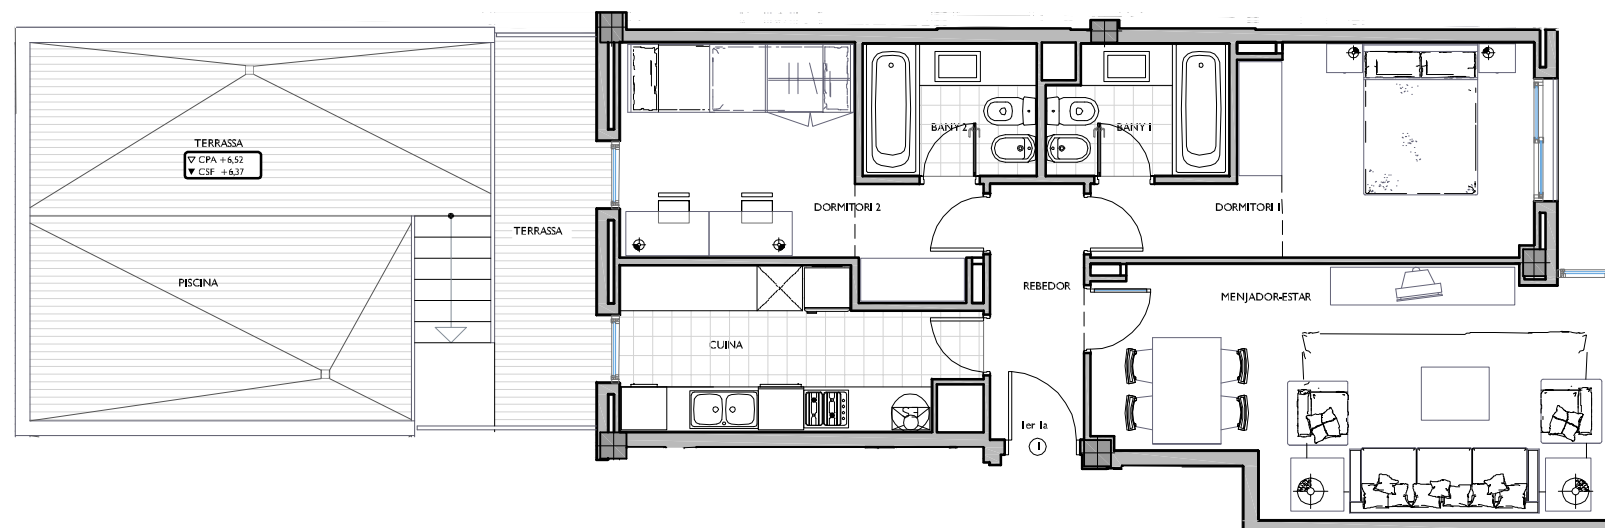 TERRASSA
▽ CPA +6,52
▼ CSF +6,37
TERRASSA
PISCINA
DORMITORI 2
BANY 2
BANY 1
DORMITORI 1
REBEDOR
MENJADOR-ESTAR
CUINA
1er 1a
1